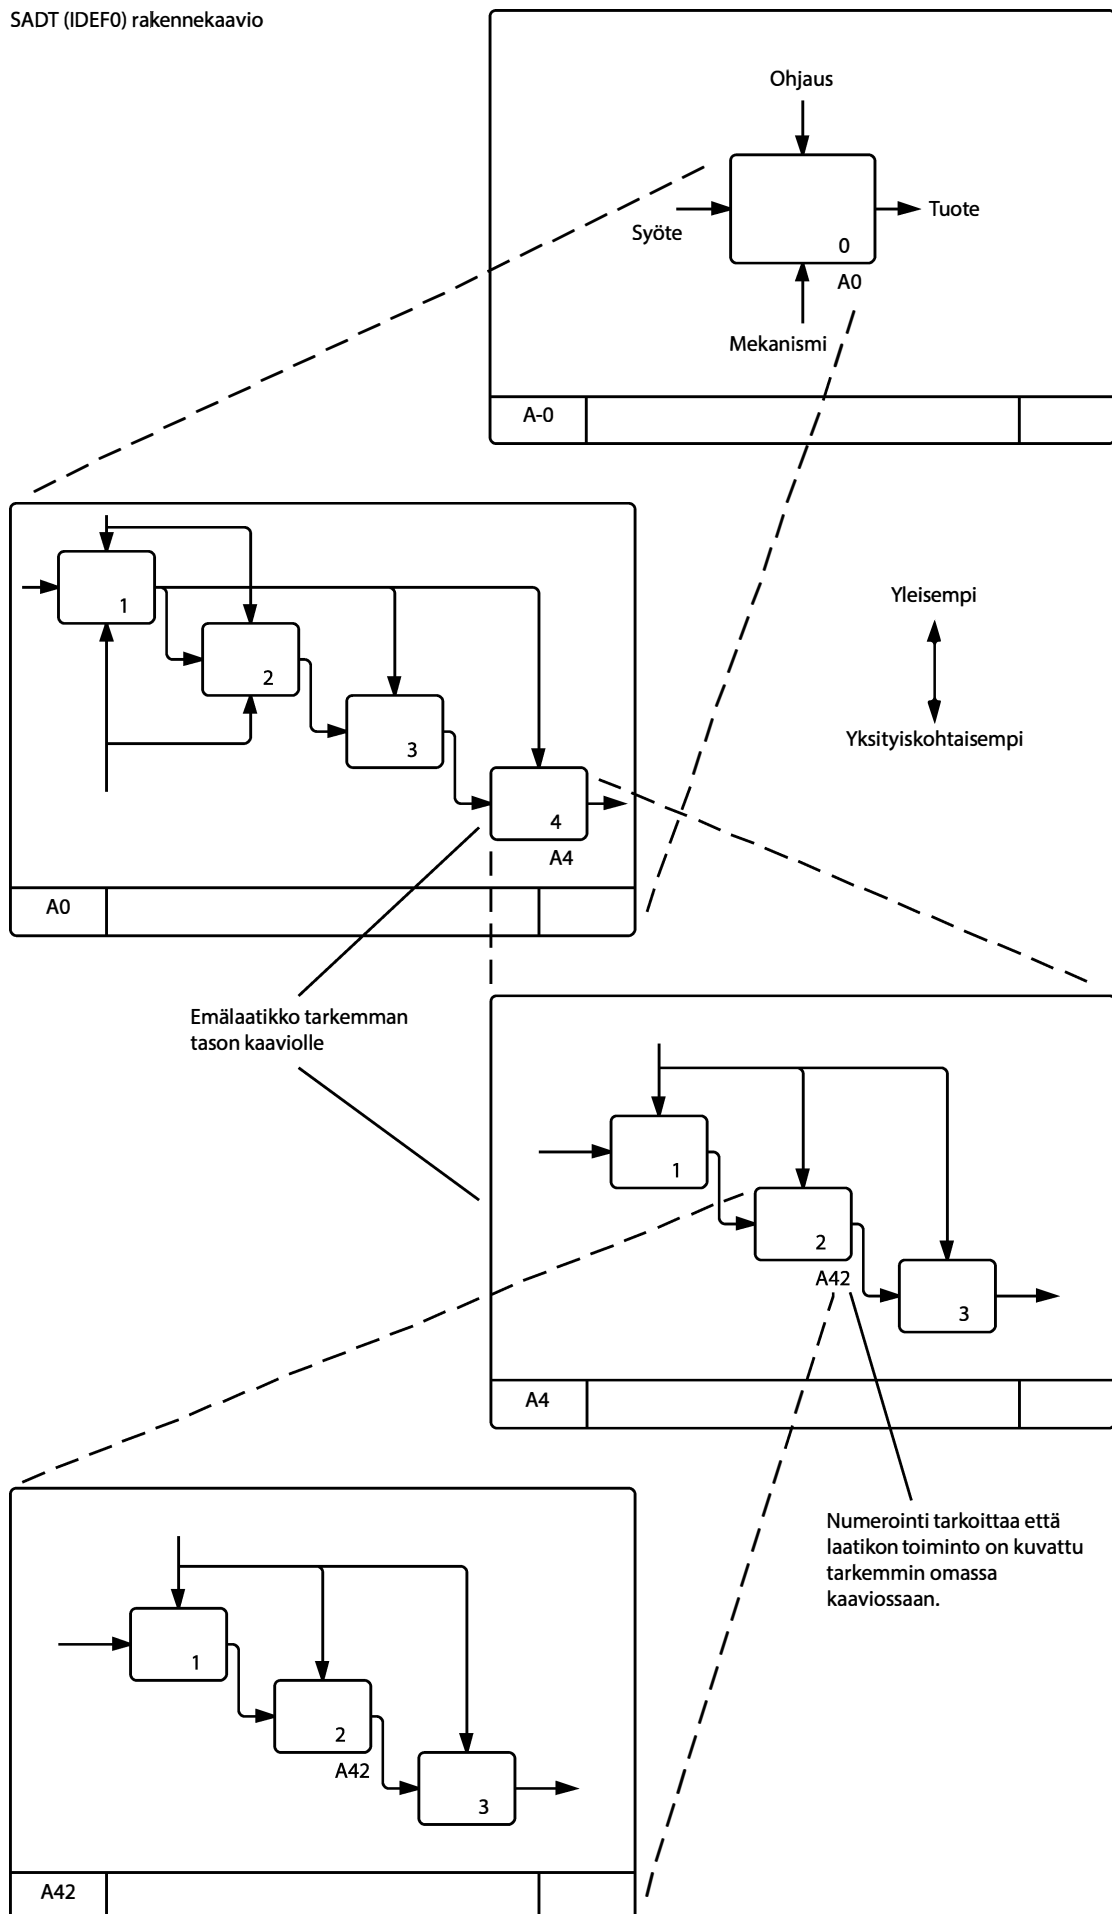 SADT (IDEF0) rakennekaavio
Ohjaus
Syöte
Tuote
0
A0
Mekanismi
A-0
1
2
3
4
A4
A0
Yleisempi
Yksityiskohtaisempi
Emälaatikko tarkemman
tason kaaviolle
1
2
A42
3
A4
Numerointi tarkoittaa että
laatikon toiminto on kuvattu
tarkemmin omassa
kaaviossaan.
1
2
A42
3
A42